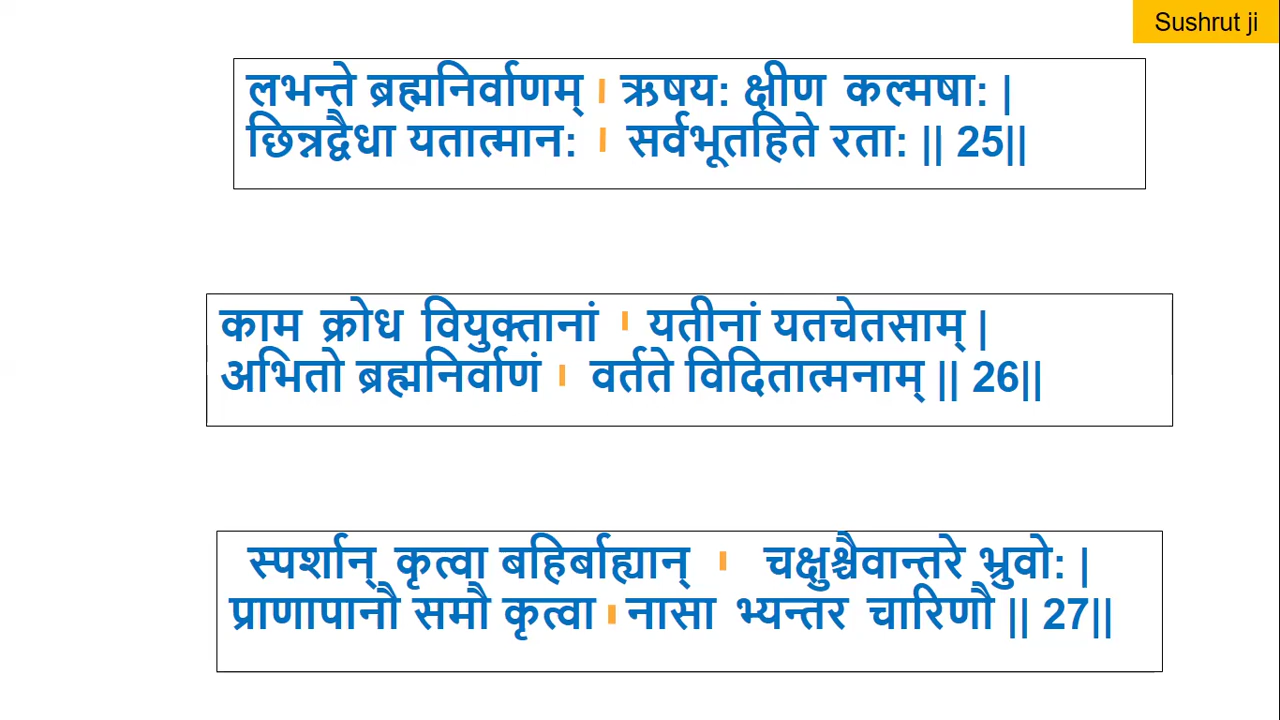 Sushrut ji
लभन्ते ब्रह्मनिर्वाणम् । ऋषय: क्षीण कल्मषा: |
छिन्नद्वैधा यतात्मान: । सर्वभूतहिते रता: || 25||
काम क्रोध वियुक्तानां । यतीनां यतचेतसाम् |
अभितो ब्रह्मनिर्वाणं । वर्तते विदितात्मनाम् || 26||
स्पर्शान् कृत्वा बहिर्बाह्यान् । चक्षुश्चैवान्तरे भ्रुवो: |
प्राणापानौ समौ कृत्वा । नासा भ्यन्तर चारिणौ || 27||